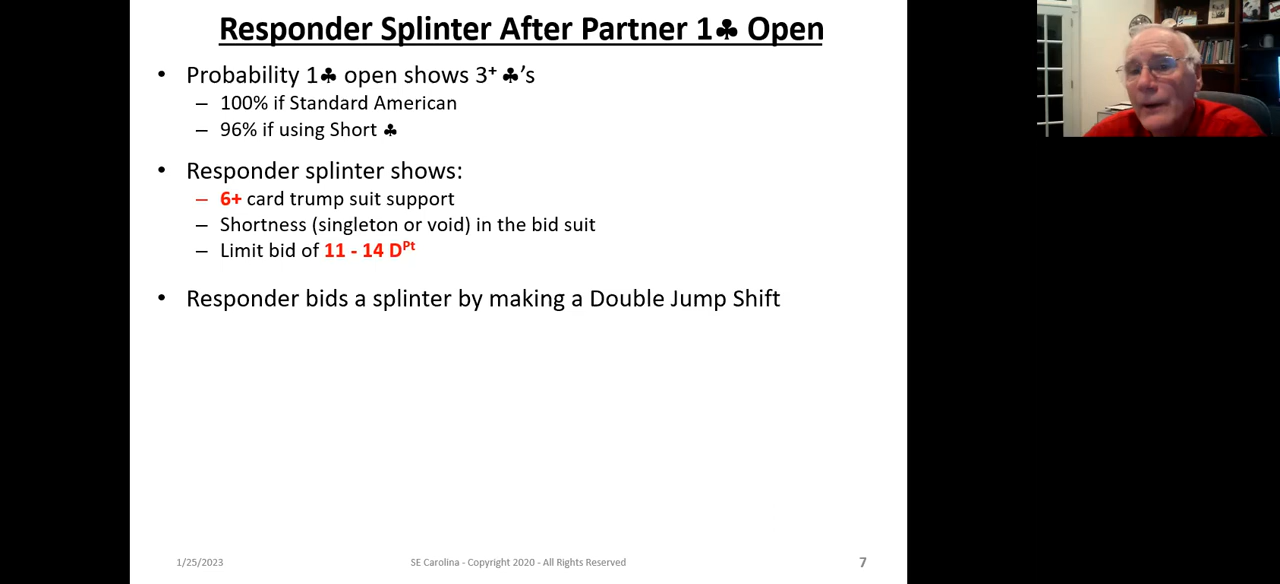 Responder Splinter After Partner 1♣ Open
• Probability 1♣ open shows 3⁺ ♣’s
– 100% if Standard American
– 96% if using Short ♣
• Responder splinter shows:
– 6+ card trump suit support
– Shortness (singleton or void) in the bid suit
– Limit bid of 11 - 14 Dᴾᵗ
• Responder bids a splinter by making a Double Jump Shift
1/25/2023 SE Carolina - Copyright 2020 - All Rights Reserved 7